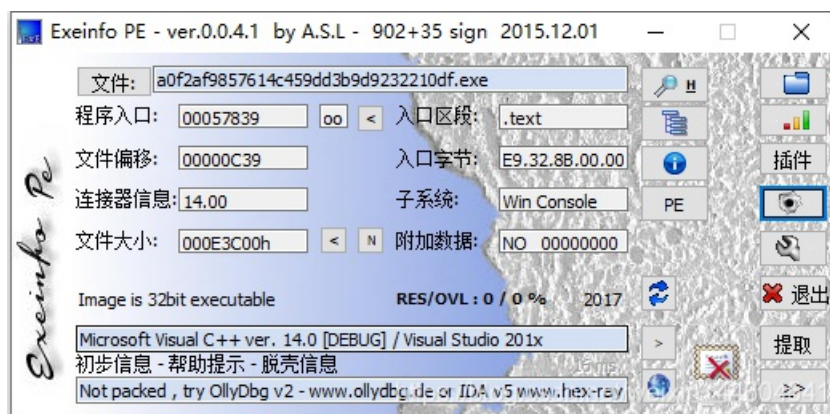 Exeinfo PE - ver.0.0.4.1 by A.S.L - 902+35 sign 2015.12.01
文件: a0f2af9857614c459dd3b9d9232210df.exe H
程序入口: 00057839 oo < 入口区段: .text
文件偏移: 00000C39 入口字节: E9.32.8B.00.00
插件
连接器信息: 14.00 子系统: Win Console PE
文件大小: 000E3C00h < N 附加数据: NO 00000000
Image is 32bit executable RES/OVL : 0 / 0 % 2017 退出
Microsoft Visual C++ ver. 14.0 [DEBUG] / Visual Studio 201x > 提取
初步信息 - 帮助提示 - 脱壳信息
Not packed , try OllyDbg v2 - www.ollydbg.de or IDA v5 www.hex-ray >>
Exeinfo Pe